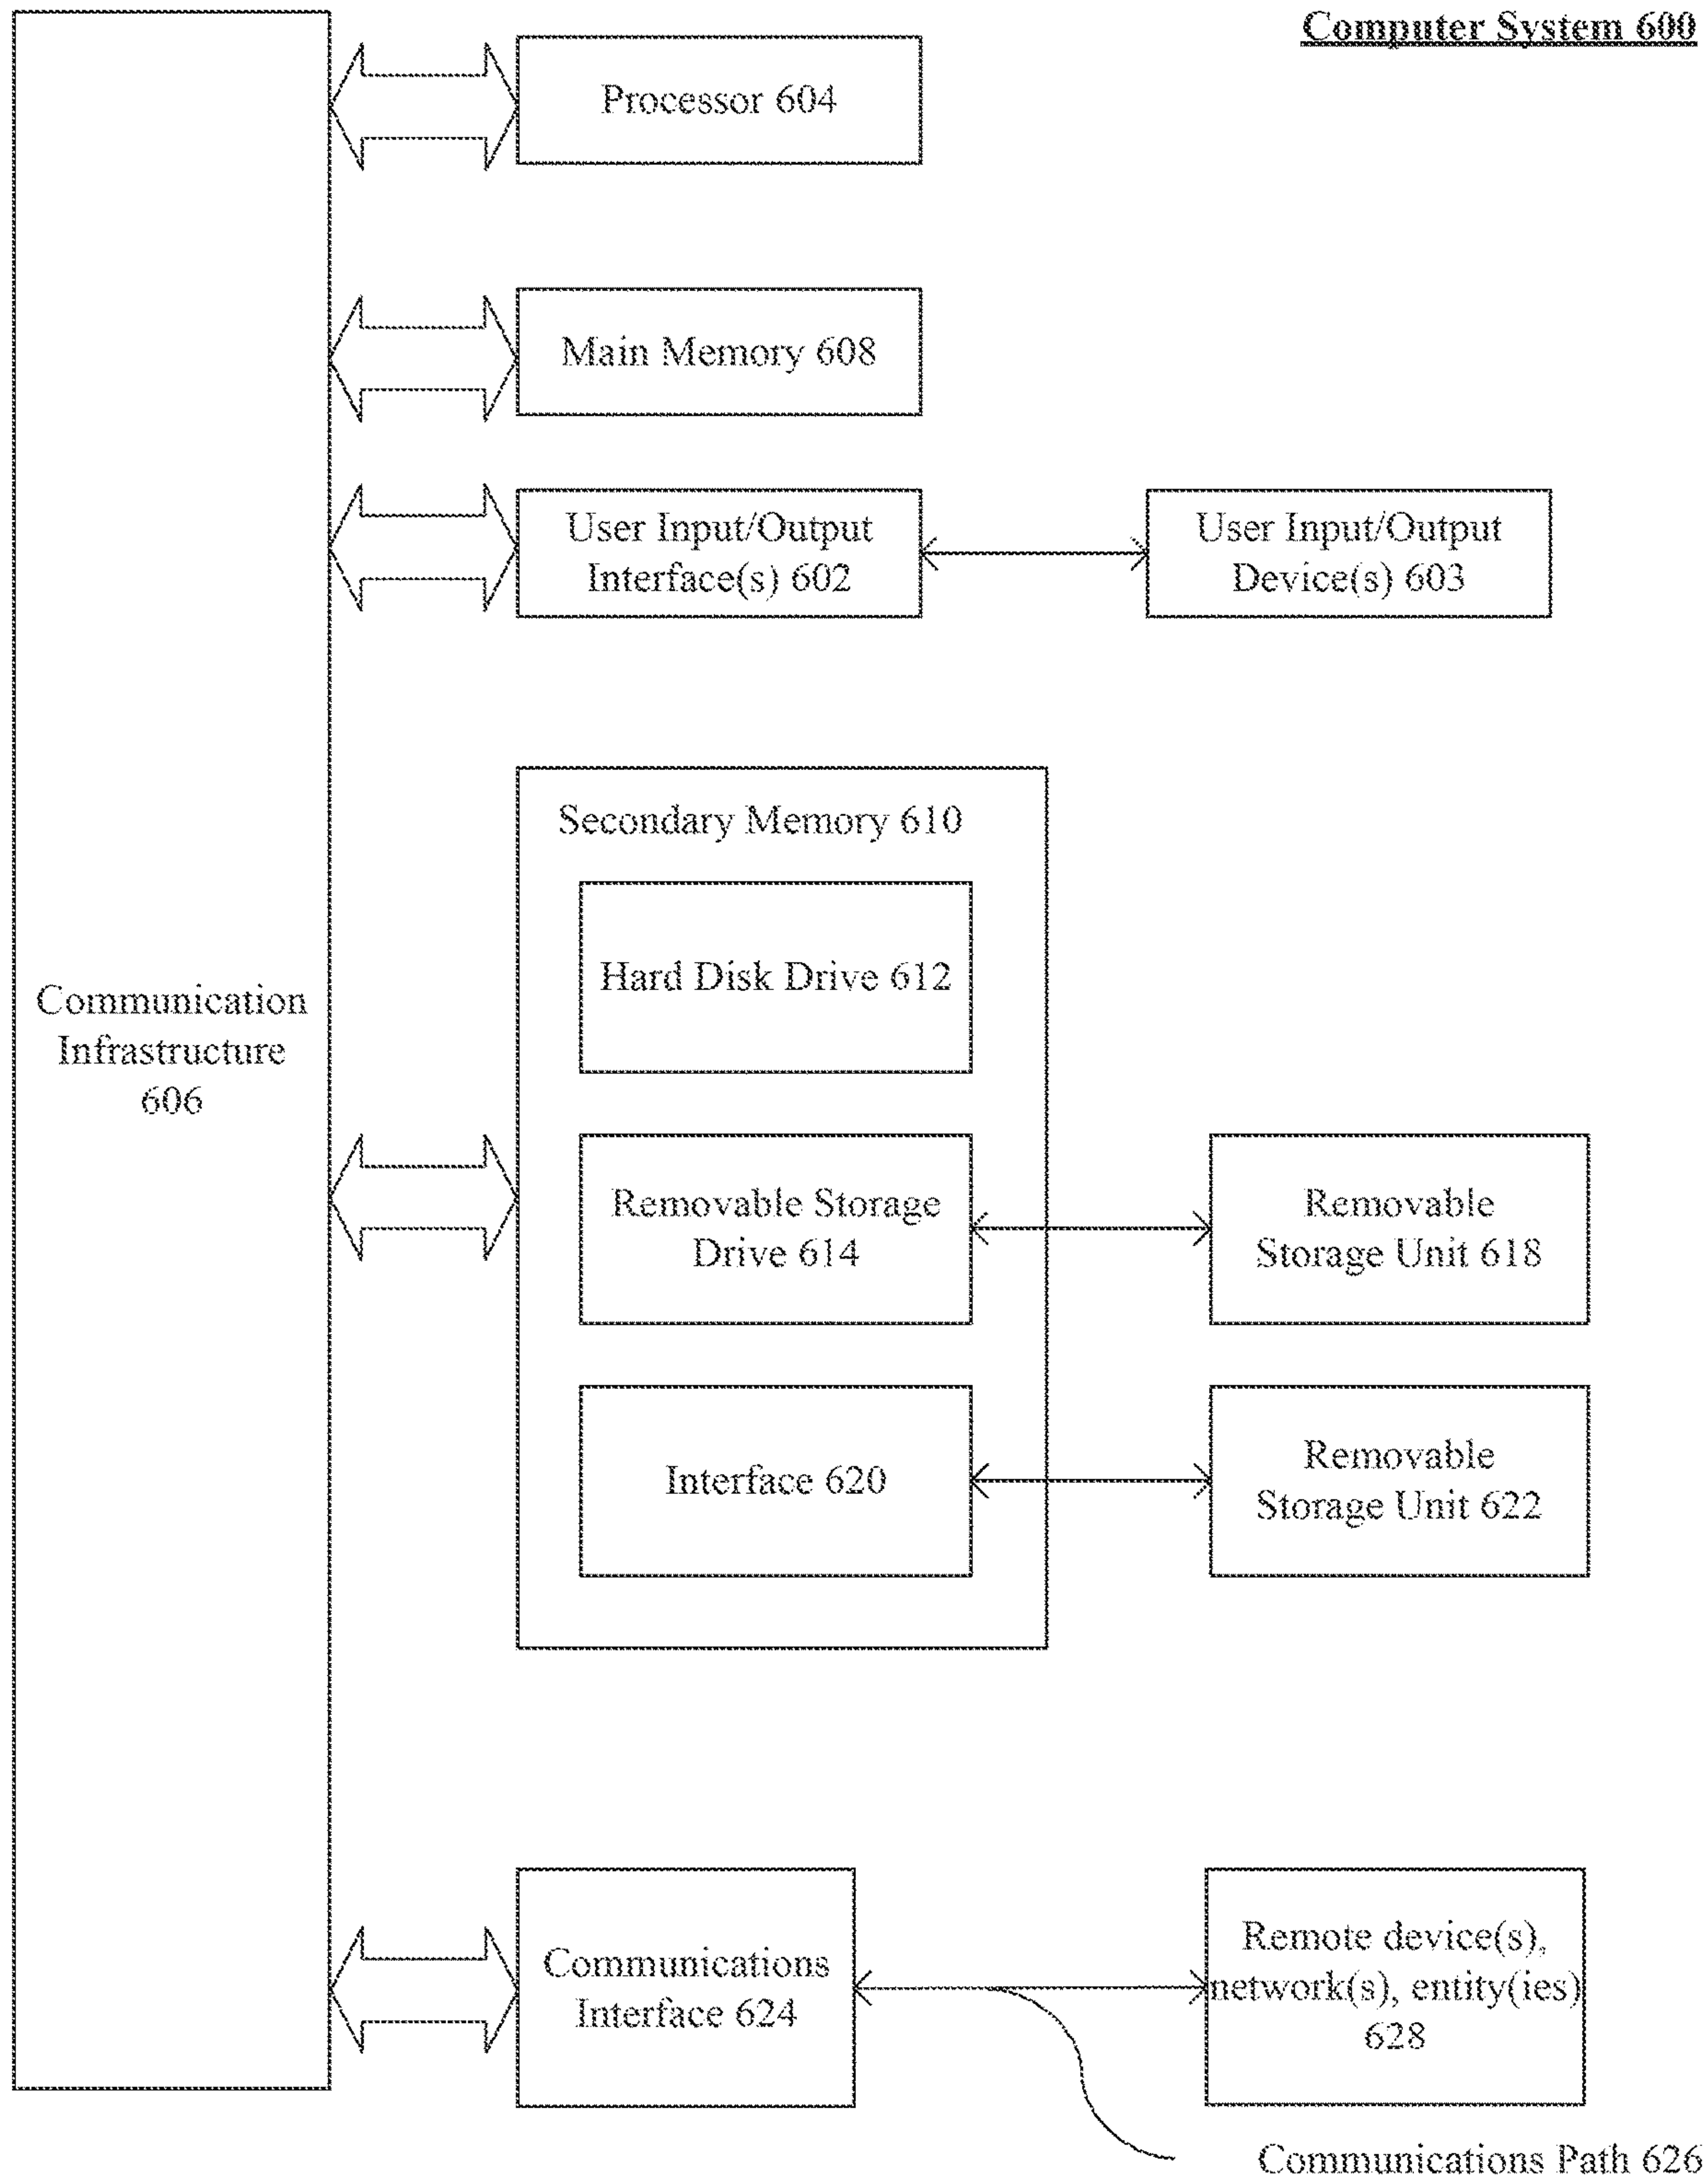 Computer System 600
Processor 604
Main Memory 608
User Input/Output
Interface(s) 602
User Input/Output
Device(s) 603
Secondary Memory 610
Hard Disk Drive 612
Communication
Infrastructure
606
Removable Storage
Drive 614
Removable
Storage Unit 618
Interface 620
Removable
Storage Unit 622
Communications
Interface 624
Remote device(s),
network(s), entity(ies)
628
Communications Path 626